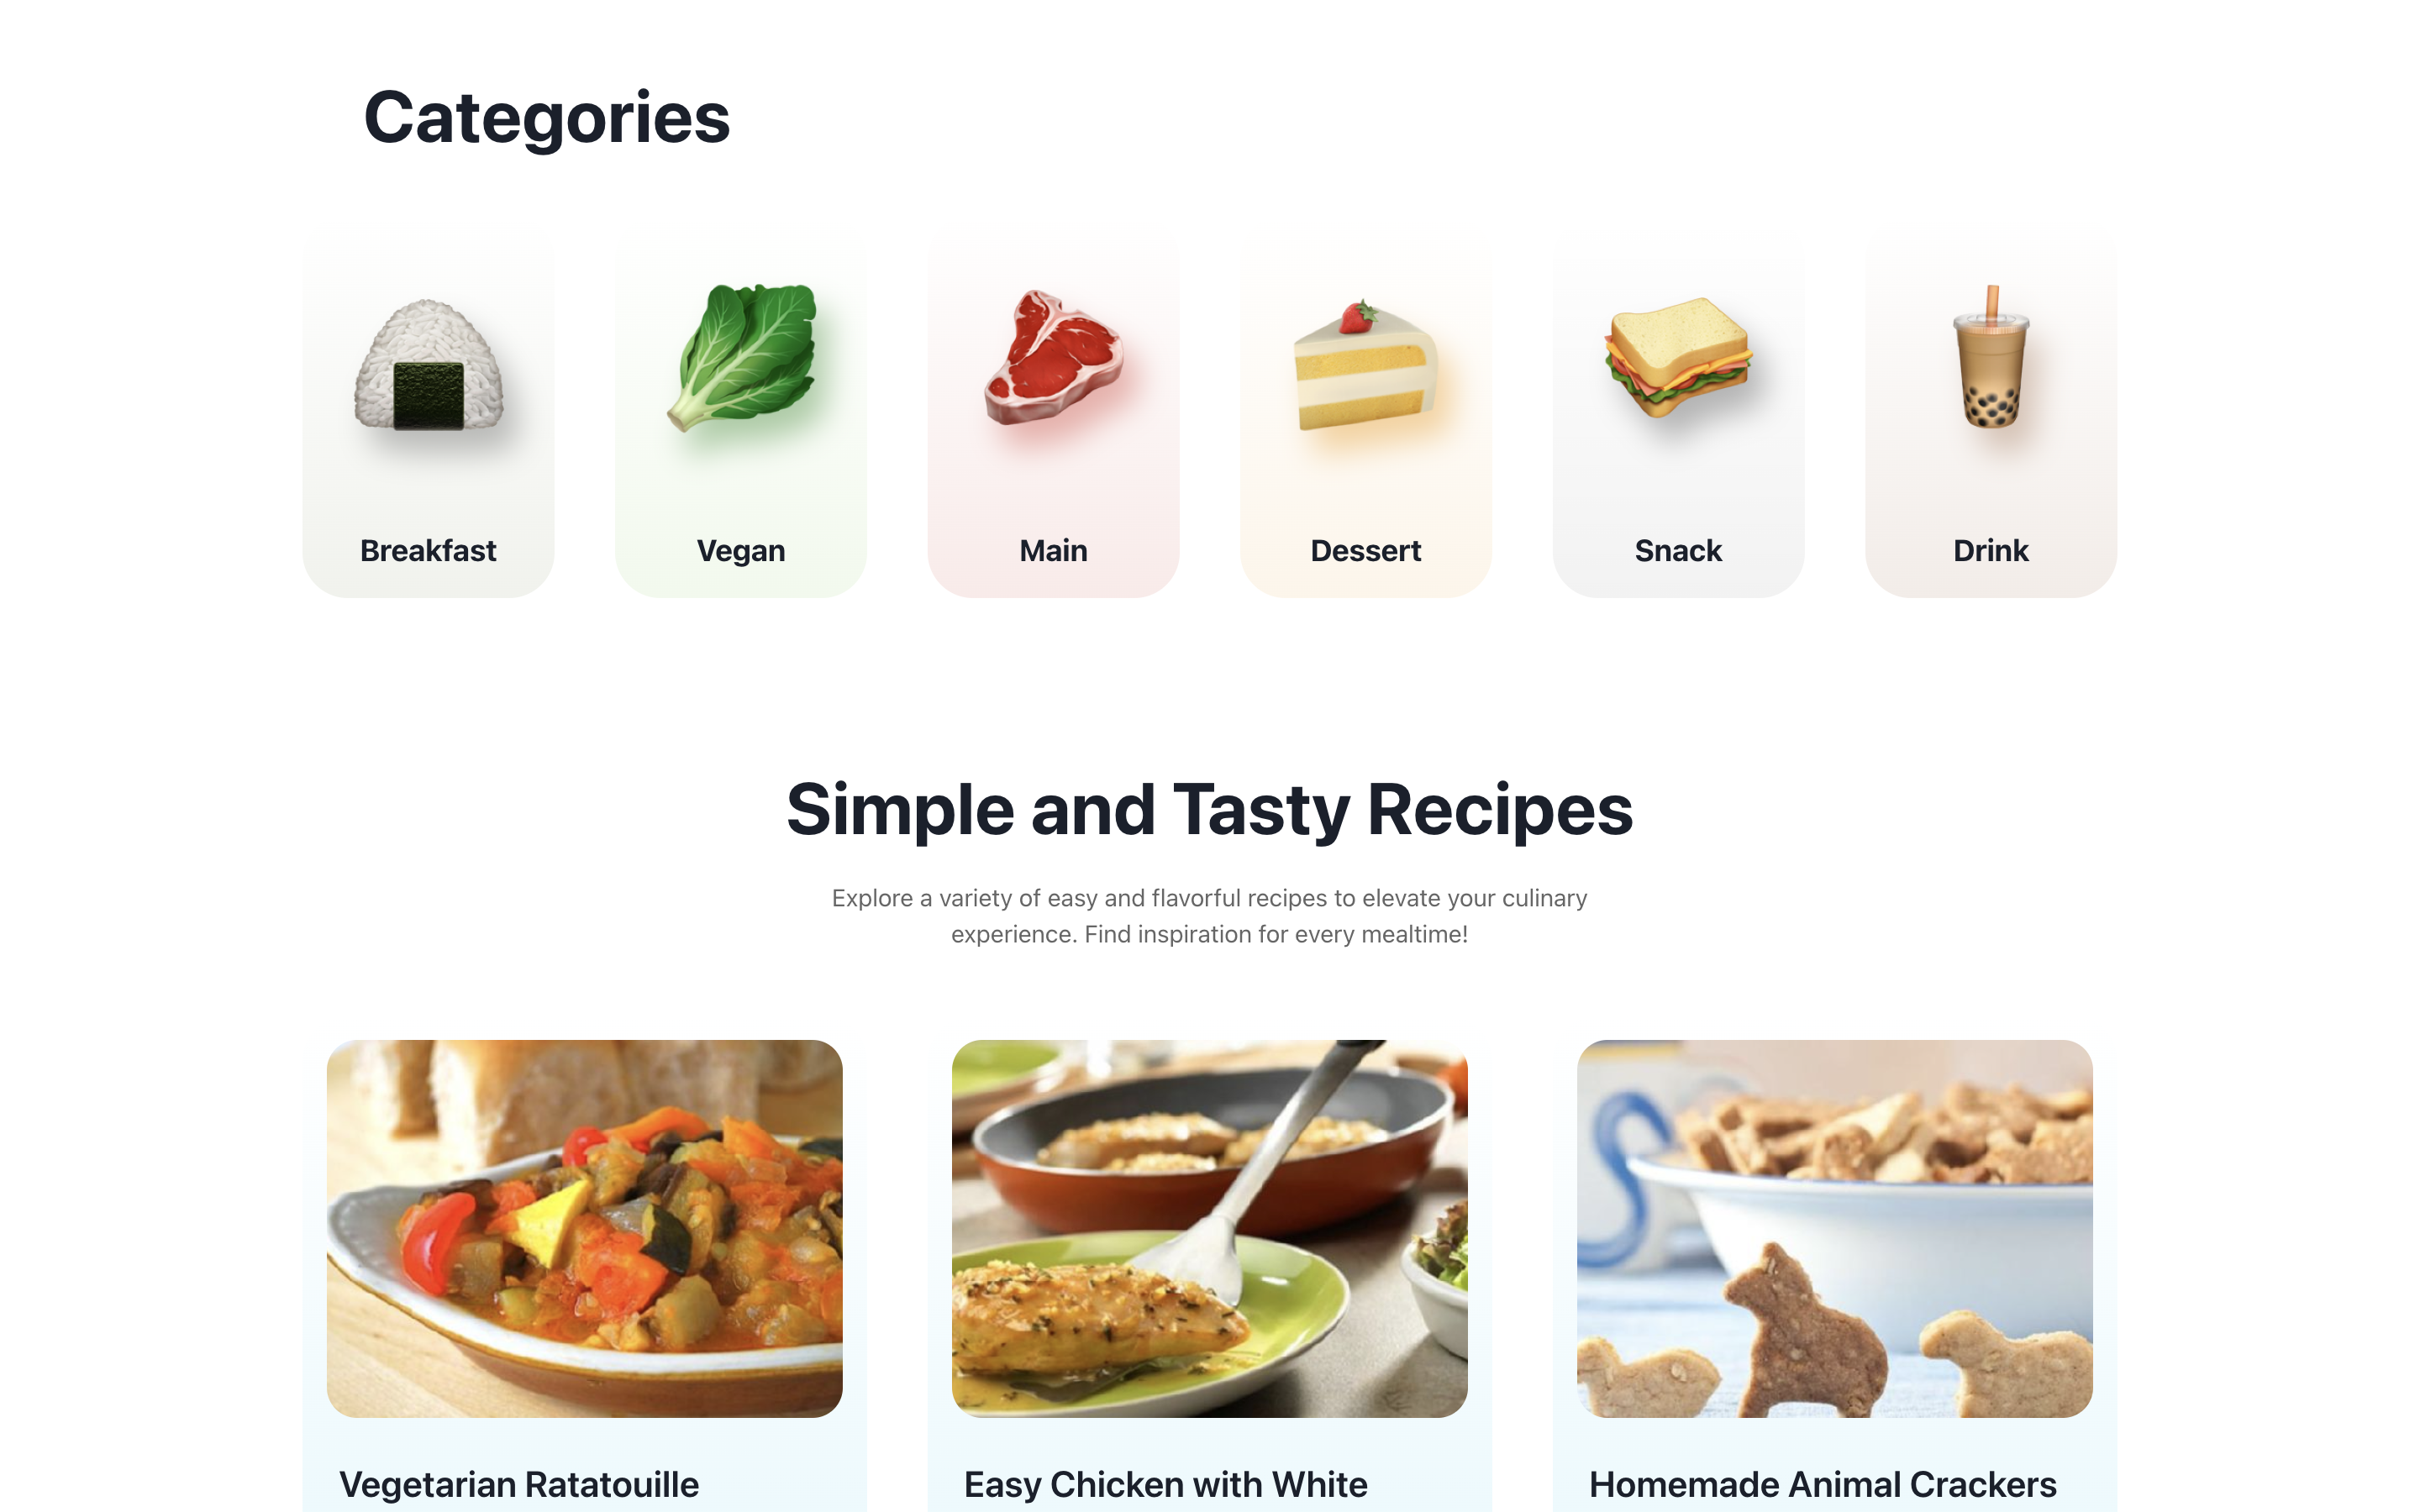 Categories
Breakfast
Vegan
Main
Dessert
Snack
Drink
Simple and Tasty Recipes
Explore a variety of easy and flavorful recipes to elevate your culinary
experience. Find inspiration for every mealtime!
Vegetarian Ratatouille
Easy Chicken with White
Homemade Animal Crackers